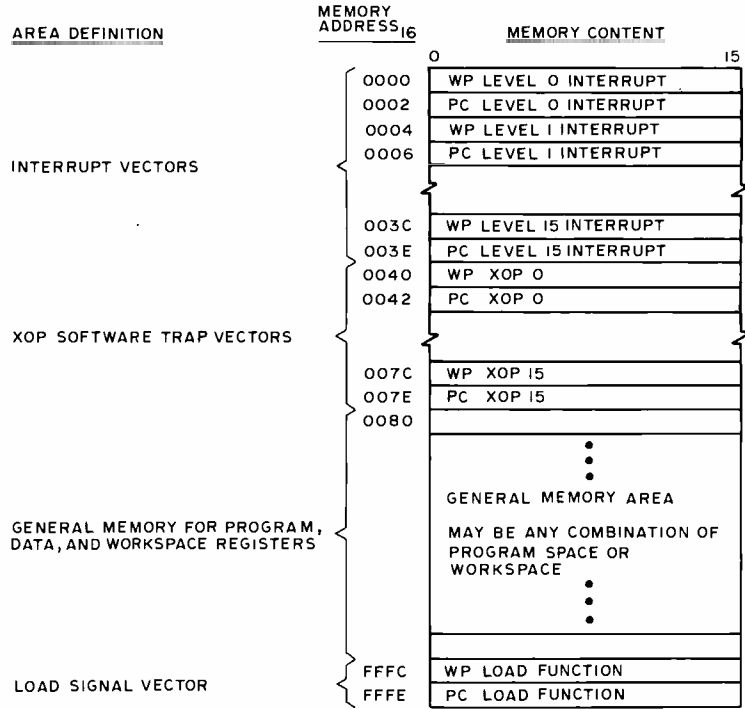 AREA DEFINITION
MEMORY
ADDRESS16
MEMORY CONTENT
0 15
0000 WP LEVEL 0 INTERRUPT
0002 PC LEVEL 0 INTERRUPT
0004 WP LEVEL 1 INTERRUPT
0006 PC LEVEL 1 INTERRUPT
INTERRUPT VECTORS
003C WP LEVEL 15 INTERRUPT
003E PC LEVEL 15 INTERRUPT
0040 WP XOP 0
0042 PC XOP 0
XOP SOFTWARE TRAP VECTORS
007C WP XOP 15
007E PC XOP 15
0080
GENERAL MEMORY AREA
GENERAL MEMORY FOR PROGRAM,
DATA, AND WORKSPACE REGISTERS
MAY BE ANY COMBINATION OF
PROGRAM SPACE OR
WORKSPACE
FFFC WP LOAD FUNCTION
LOAD SIGNAL VECTOR
FFFE PC LOAD FUNCTION